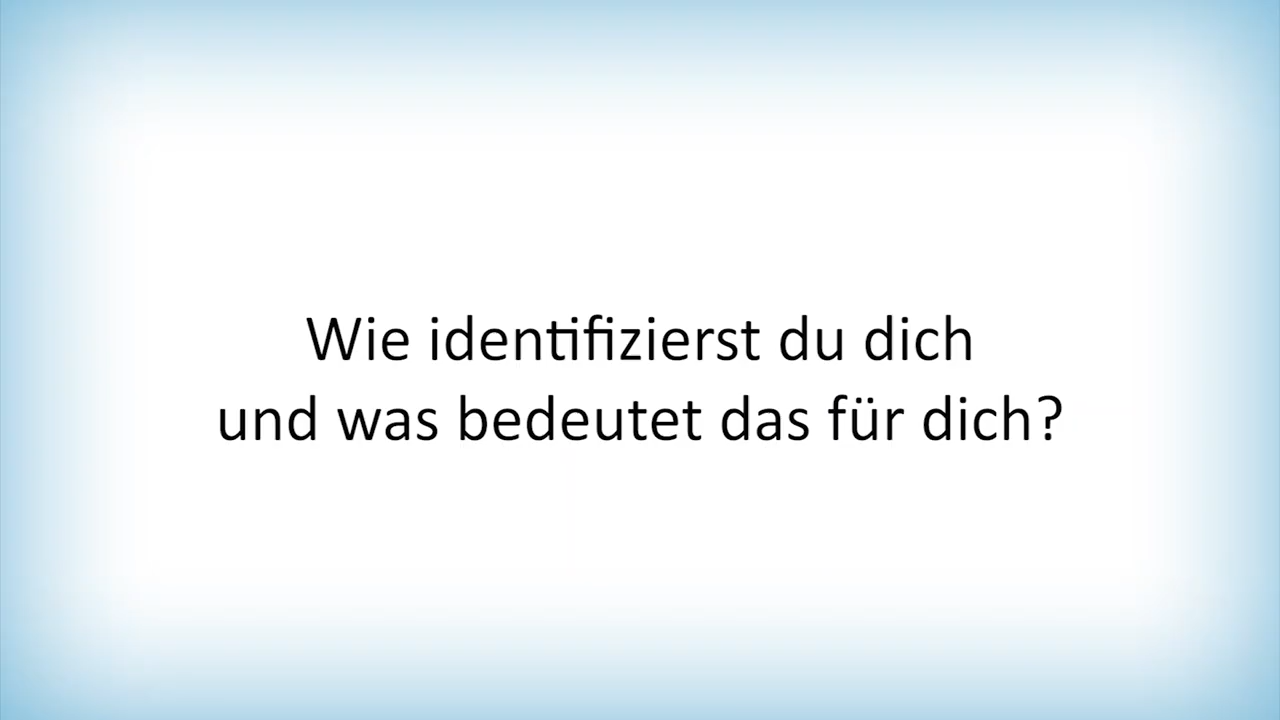 Wie identifizierst du dich
und was bedeutet das für dich?